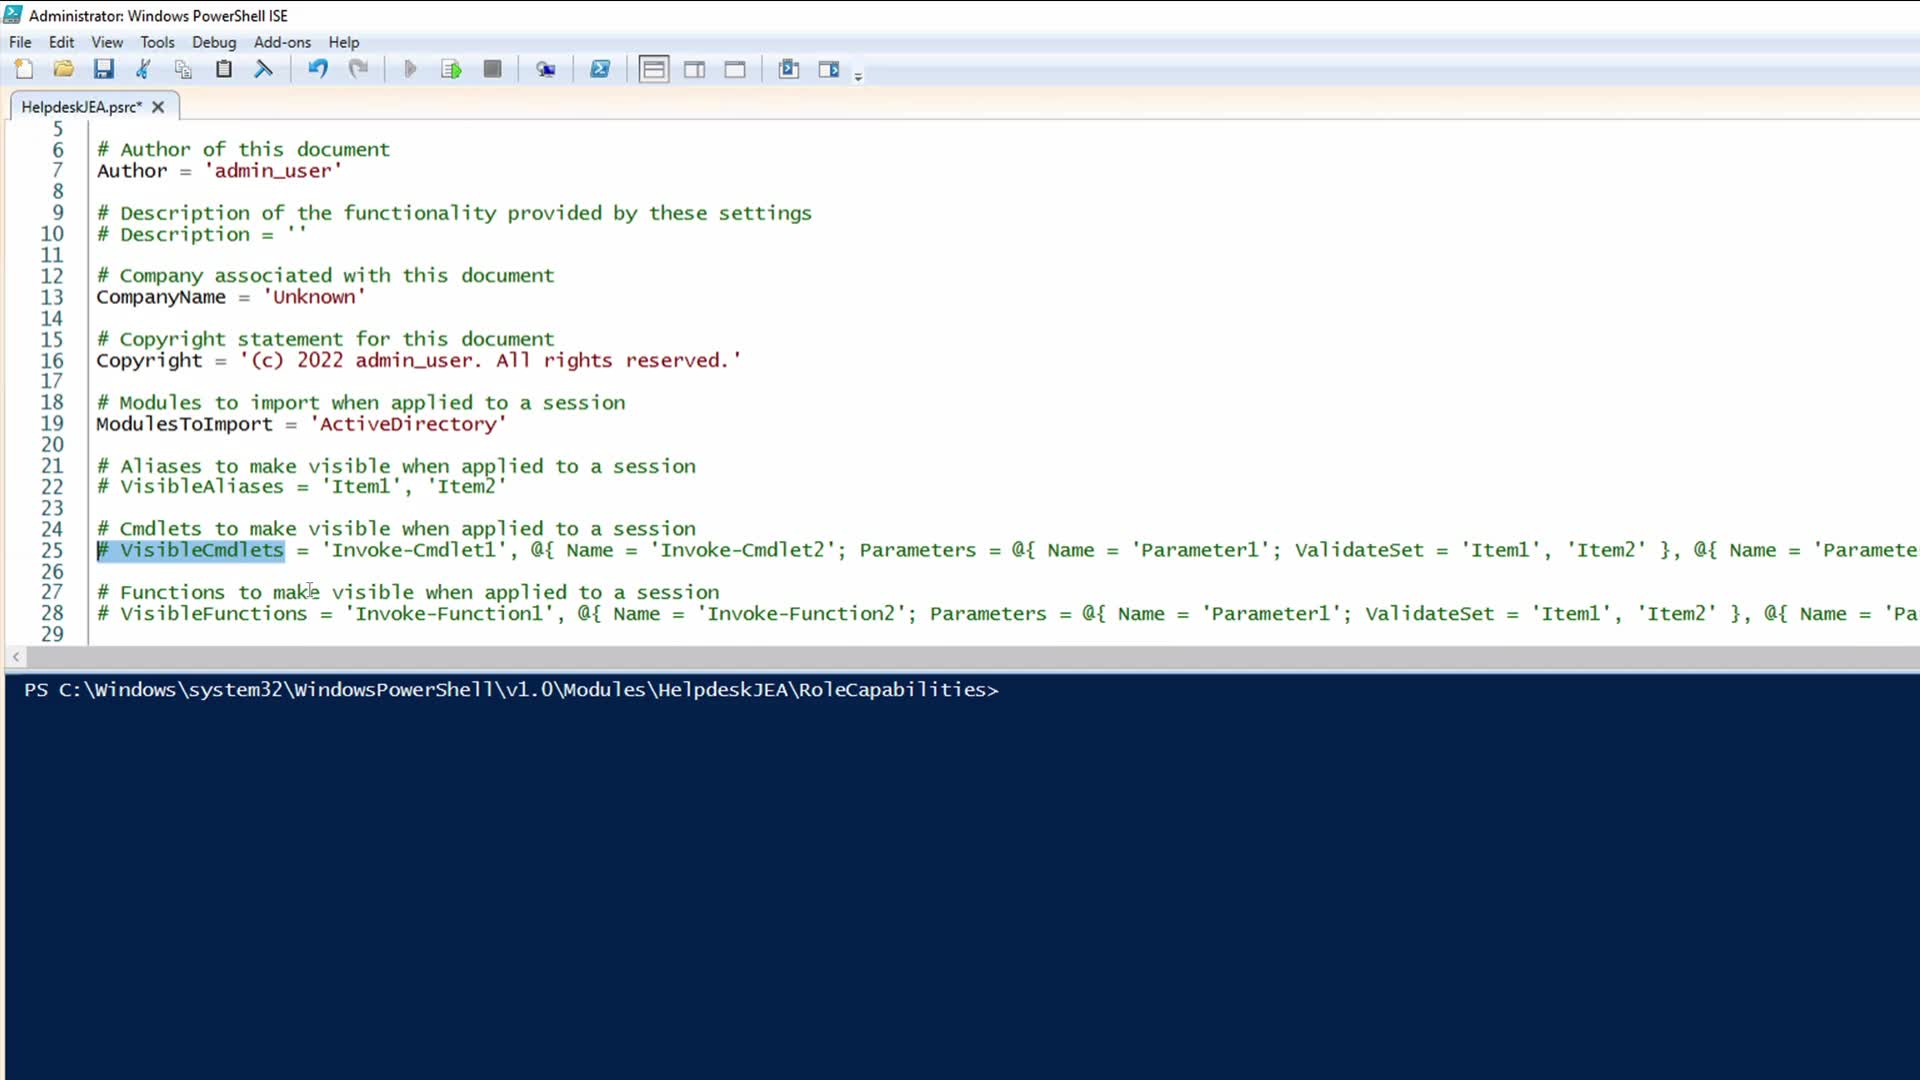 Administrator: Windows PowerShell ISE
File Edit View Tools Debug Add-ons Help
HelpdeskJEA.psrc*
5
6 # Author of this document
7 Author = 'admin_user'
8
9 # Description of the functionality provided by these settings
10 # Description = ''
11
12 # Company associated with this document
13 CompanyName = 'Unknown'
14
15 # Copyright statement for this document
16 Copyright = '(c) 2022 admin_user. All rights reserved.'
17
18 # Modules to import when applied to a session
19 ModulesToImport = 'ActiveDirectory'
20
21 # Aliases to make visible when applied to a session
22 # VisibleAliases = 'Item1', 'Item2'
23
24 # Cmdlets to make visible when applied to a session
25 # VisibleCmdlets = 'Invoke-Cmdlet1', @{ Name = 'Invoke-Cmdlet2'; Parameters = @{ Name = 'Parameter1'; ValidateSet = 'Item1', 'Item2' }, @{ Name = 'Paramete
26
27 # Functions to make visible when applied to a session
28 # VisibleFunctions = 'Invoke-Function1', @{ Name = 'Invoke-Function2'; Parameters = @{ Name = 'Parameter1'; ValidateSet = 'Item1', 'Item2' }, @{ Name = 'Pa
29
PS C:\Windows\system32\WindowsPowerShell\v1.0\Modules\HelpdeskJEA\RoleCapabilities>